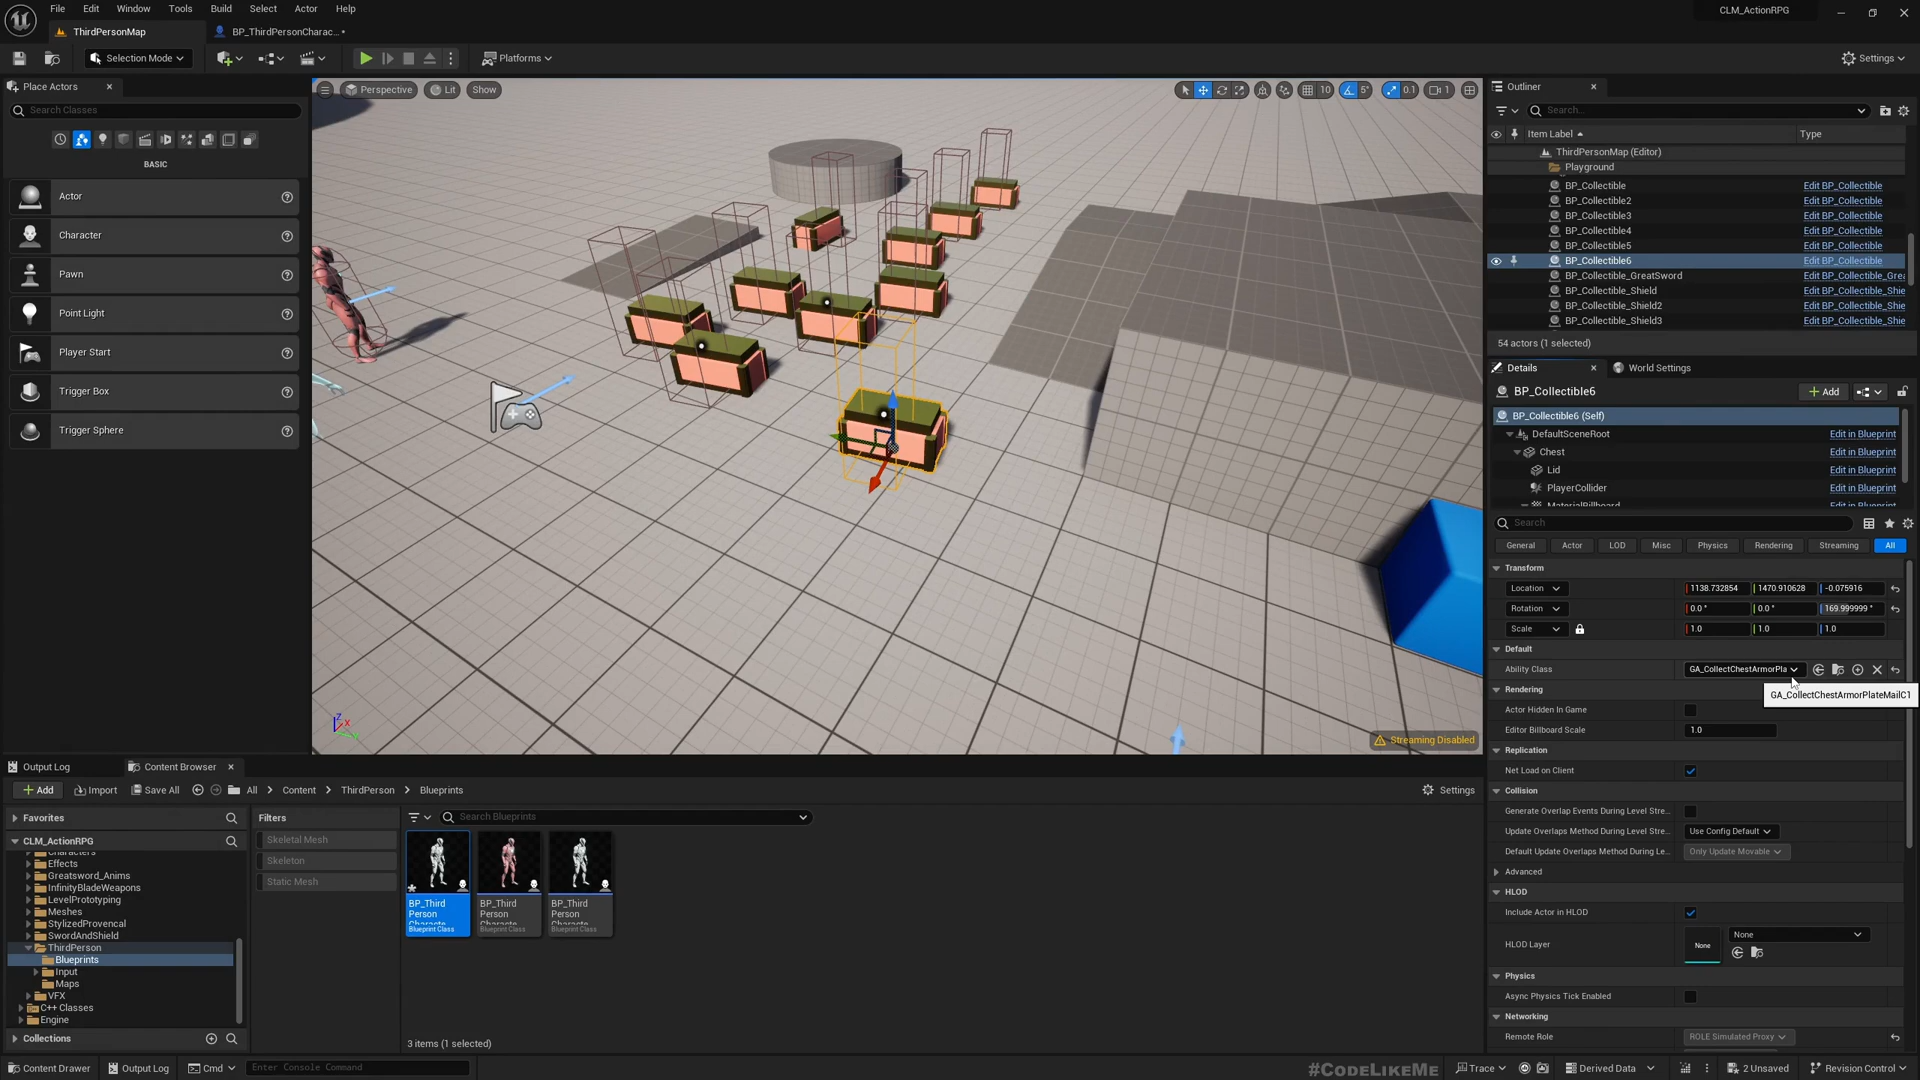 File Edit Window Tools Build Select Actor Help
CLM_ActionRPG
ThirdPersonMap
BP_ThirdPersonCharac...*
Selection Mode
Platforms
Settings
Place Actors
Search Classes
BASIC
Actor
Character
Pawn
Point Light
Player Start
Trigger Box
Trigger Sphere
Perspective
Lit
Show
10
5°
0.1
1
Streaming Disabled
Outliner
Search...
Item Label
Type
ThirdPersonMap (Editor)
Playground
BP_Collectible Edit BP_Collectible
BP_Collectible2 Edit BP_Collectible
BP_Collectible3 Edit BP_Collectible
BP_Collectible4 Edit BP_Collectible
BP_Collectible5 Edit BP_Collectible
BP_Collectible6 Edit BP_Collectible
BP_Collectible_GreatSword Edit BP_Collectible_Grea
BP_Collectible_Shield Edit BP_Collectible_Shie
BP_Collectible_Shield2 Edit BP_Collectible_Shie
BP_Collectible_Shield3 Edit BP_Collectible_Shie
54 actors (1 selected)
Details
World Settings
BP_Collectible6
Add
BP_Collectible6 (Self)
DefaultSceneRoot Edit in Blueprint
Chest Edit in Blueprint
Lid Edit in Blueprint
PlayerCollider Edit in Blueprint
MaterialBillboard Edit in Blueprint
Search
General Actor LOD Misc Physics Rendering Streaming All
Transform
Location 1138.732854 1470.910628 -0.075916
Rotation 0.0° 0.0° 169.999999°
Scale 1.0 1.0 1.0
Default
Ability Class GA_CollectChestArmorPla
GA_CollectChestArmorPlateMailC1
Rendering
Actor Hidden In Game
Editor Billboard Scale 1.0
Replication
Net Load on Client
Collision
Generate Overlap Events During Level Stre...
Update Overlaps Method During Level Stre... Use Config Default
Default Update Overlaps Method During Le... Only Update Movable
Advanced
HLOD
Include Actor in HLOD
HLOD Layer None None
Physics
Async Physics Tick Enabled
Networking
Remote Role ROLE Simulated Proxy
Output Log
Content Browser
Add
Import
Save All
All
Content
ThirdPerson
Blueprints
Settings
Favorites
CLM_ActionRPG
Characters
Effects
Greatsword_Anims
InfinityBladeWeapons
LevelPrototyping
Meshes
StylizedProvencal
SwordAndShield
ThirdPerson
Blueprints
Input
Maps
VFX
C++ Classes
Engine
Collections
Filters
Skeletal Mesh
Skeleton
Static Mesh
Search Blueprints
BP_Third BP_Third BP_Third
Person Person Person
Characte Characte Characte
Blueprint Class Blueprint Class Blueprint Class
3 items (1 selected)
Content Drawer
Output Log
Cmd
Enter Console Command
#CODELIKEME
Trace
Derived Data
2 Unsaved
Revision Control